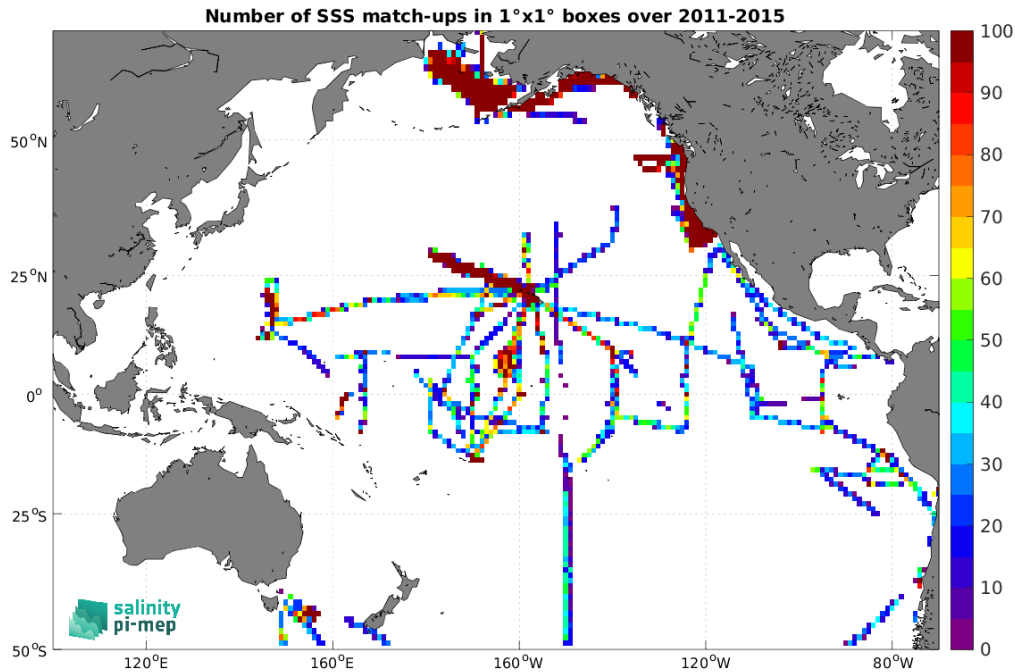 Number of SSS match-ups in 1°x1° boxes over 2011-2015
50°N
25°N
0°
25°S
50°S
120°E
160°E
160°W
120°W
80°W
100
90
80
70
60
50
40
30
20
10
0
salinity
pi-mep